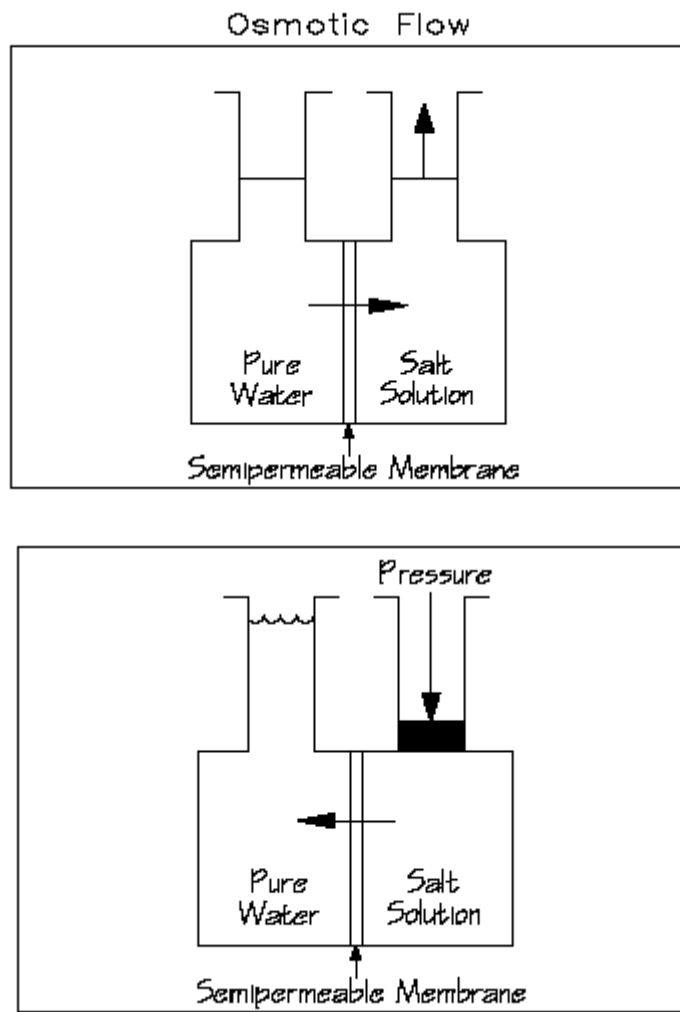 Osmotic Flow
Pure
Water
Salt
Solution
Semipermeable Membrane
Pressure
Pure
Water
Salt
Solution
Semipermeable Membrane